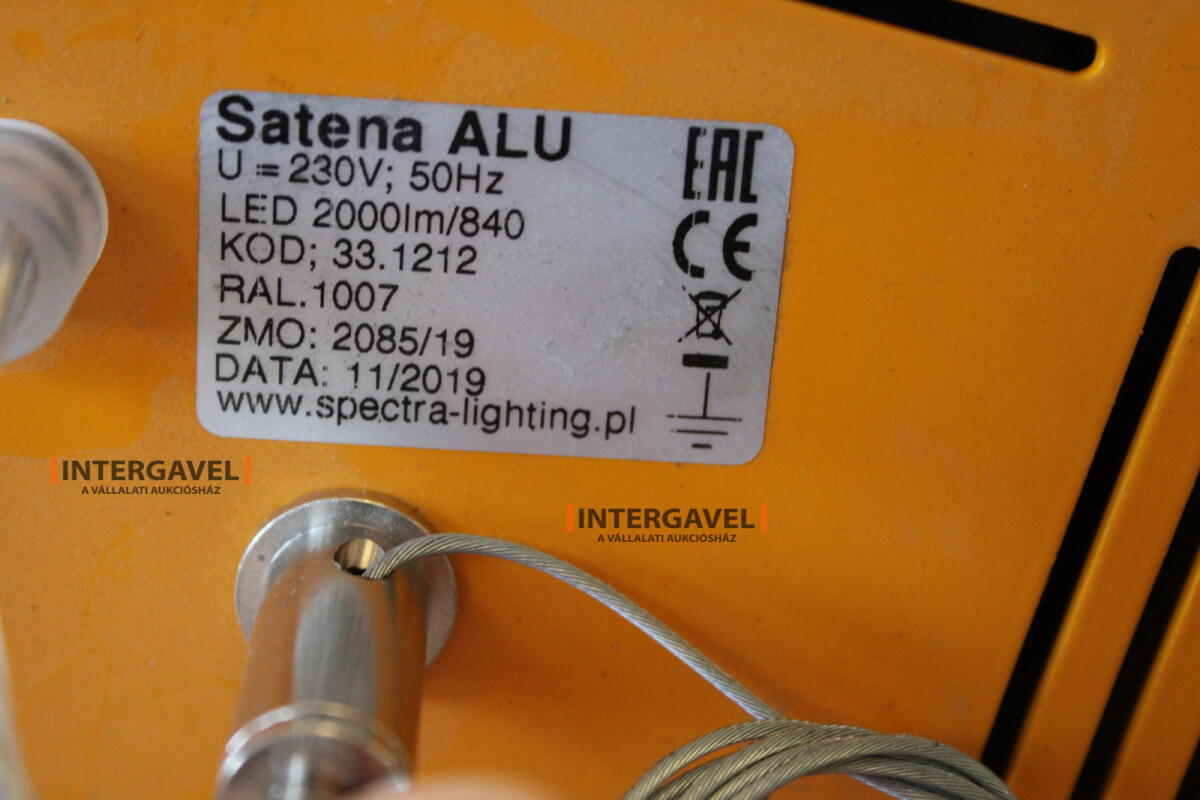 Satena ALU
U = 230V; 50Hz
LED 2000lm/840
KOD; 33.1212
RAL.1007
ZMO: 2085/19
DATA: 11/2019
www.spectra-lighting.pl
EAC
CE
INTERGAVEL
A VÁLLALATI AUKCIÓSHÁZ
INTERGAVEL
A VÁLLALATI AUKCIÓSHÁZ